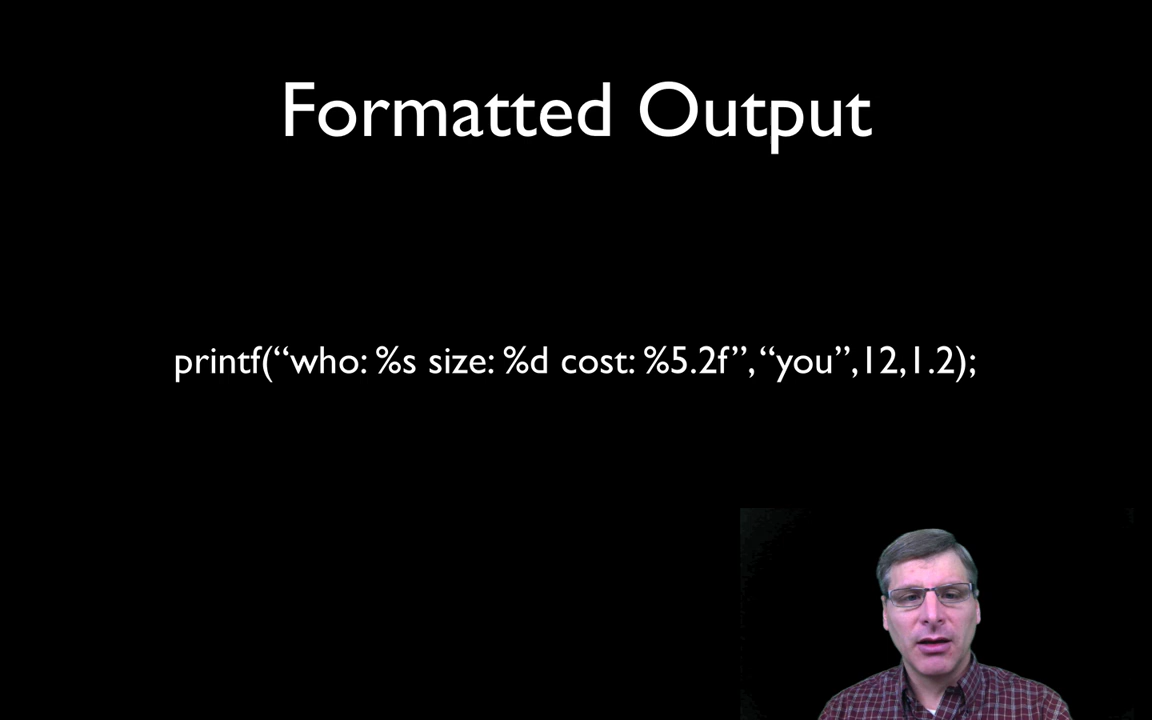 Formatted Output
printf(“who: %s size: %d cost: %5.2f”, “you”,12,1.2);